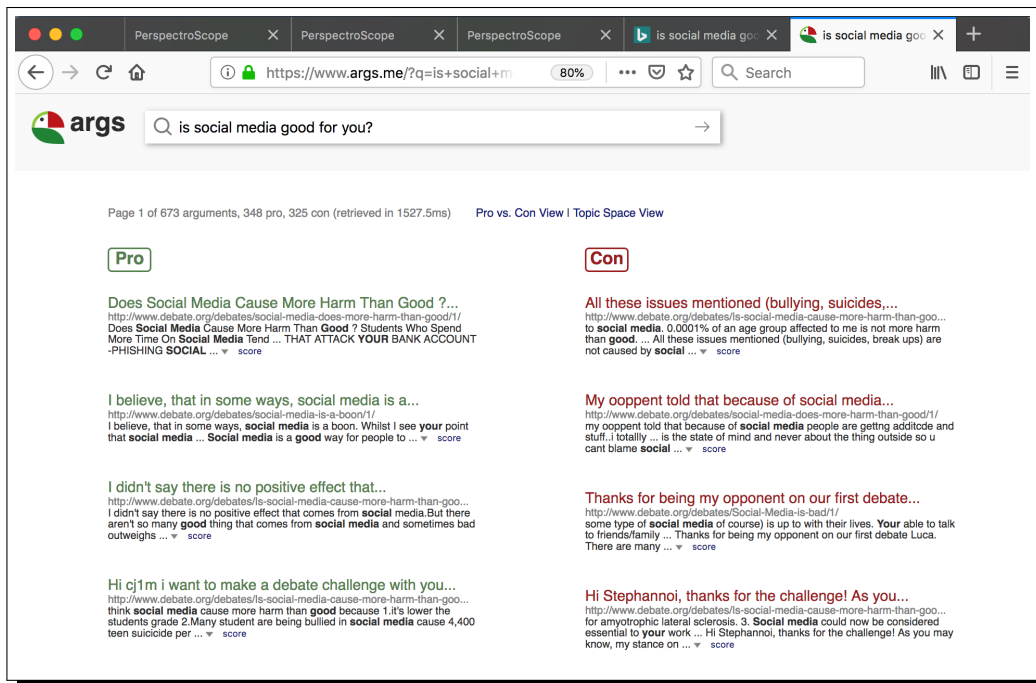 PerspectroScope
PerspectroScope
PerspectroScope
is social media goo
is social media goo
https://www.args.me/?q=is+social+m
80%
Search
args
is social media good for you?
Page 1 of 673 arguments, 348 pro, 325 con (retrieved in 1527.5ms)
Pro vs. Con View | Topic Space View
Pro
Does Social Media Cause More Harm Than Good ?...
http://www.debate.org/debates/social-media-does-more-harm-than-good/1/
Does Social Media Cause More Harm Than Good ? Students Who Spend
More Time On Social Media Tend ... THAT ATTACK YOUR BANK ACCOUNT
-PHISHING SOCIAL ... score
I believe, that in some ways, social media is a...
http://www.debate.org/debates/social-media-is-a-boon/1/
I believe, that in some ways, social media is a boon. Whilst I see your point
that social media ... Social media is a good way for people to ... score
I didn't say there is no positive effect that...
http://www.debate.org/debates/Is-social-media-cause-more-harm-than-goo...
I didn't say there is no positive effect that comes from social media.But there
aren't so many good thing that comes from social media and sometimes bad
outweighs ... score
Hi cj1m i want to make a debate challenge with you...
http://www.debate.org/debates/Is-social-media-cause-more-harm-than-goo...
think social media cause more harm than good because 1.it's lower the
students grade 2.Many student are being bullied in social media cause 4,400
teen suicicide per ... score
Con
All these issues mentioned (bullying, suicides,...
http://www.debate.org/debates/Is-social-media-cause-more-harm-than-goo...
to social media. 0.0001% of an age group affected to me is not more harm
than good. ... All these issues mentioned (bullying, suicides, break ups) are
not caused by social ... score
My ooppent told that because of social media...
http://www.debate.org/debates/social-media-does-more-harm-than-good/1/
my ooppent told that because of social media people are gettng additcde and
stuff..i totallly ... is the state of mind and never about the thing outside so u
cant blame social ... score
Thanks for being my opponent on our first debate...
http://www.debate.org/debates/Social-Media-is-bad/1/
some type of social media of course) is up to with their lives. Your able to talk
to friends/family ... Thanks for being my opponent on our first debate Luca.
There are many ... score
Hi Stephannoi, thanks for the challenge! As you...
http://www.debate.org/debates/Is-social-media-cause-more-harm-than-goo...
for amyotrophic lateral sclerosis. 3. Social media could now be considered
essential to your work ... Hi Stephannoi, thanks for the challenge! As you may
know, my stance on ... score